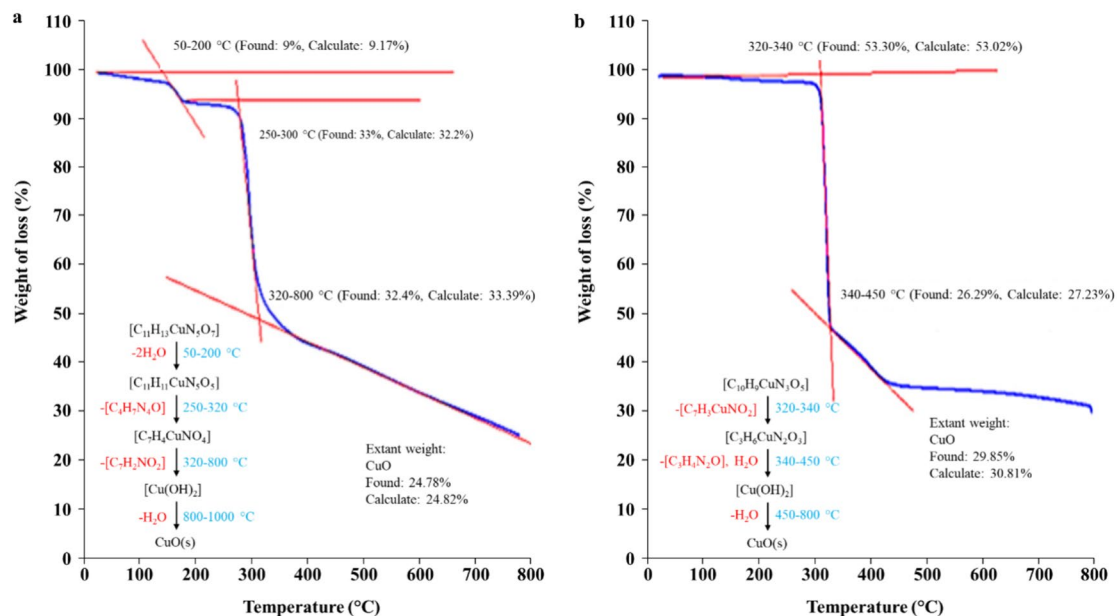 a
110
100
90
80
70
60
50
40
30
20
10
0
Weight of loss (%)
50-200 °C (Found: 9%, Calculate: 9.17%)
250-300 °C (Found: 33%, Calculate: 32.2%)
320-800 °C (Found: 32.4%, Calculate: 33.39%)
[C₁₁H₁₃CuN₅O₇]
-2H₂O 50-200 °C
[C₁₁H₁₁CuN₅O₅]
-[C₄H₇N₄O] 250-320 °C
[C₇H₄CuNO₄]
-[C₇H₂NO₂] 320-800 °C
[Cu(OH)₂]
-H₂O 800-1000 °C
CuO(s)
Extant weight:
CuO
Found: 24.78%
Calculate: 24.82%
0 100 200 300 400 500 600 700 800
Temperature (°C)
b
110
100
90
80
70
60
50
40
30
20
10
0
Weight of loss (%)
320-340 °C (Found: 53.30%, Calculate: 53.02%)
340-450 °C (Found: 26.29%, Calculate: 27.23%)
[C₁₀H₉CuN₃O₅]
-[C₇H₃CuNO₂] 320-340 °C
[C₃H₆CuN₂O₃]
-[C₃H₄N₂O], H₂O 340-450 °C
[Cu(OH)₂]
-H₂O 450-800 °C
CuO(s)
Extant weight:
CuO
Found: 29.85%
Calculate: 30.81%
0 100 200 300 400 500 600 700 800
Temperature (°C)